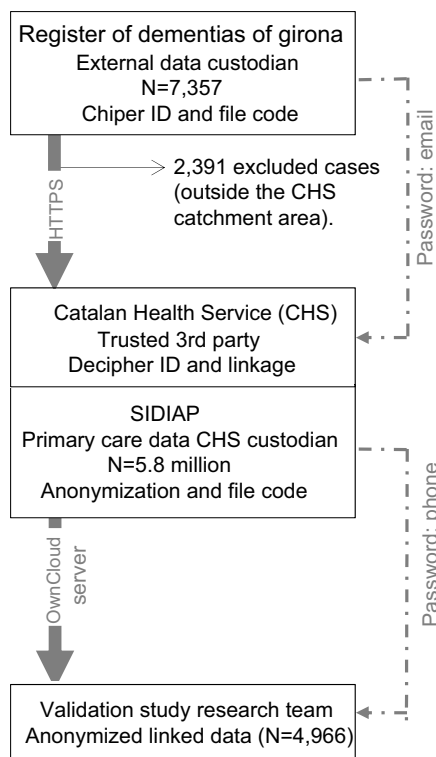 Register of dementias of girona
External data custodian
N=7,357
Chiper ID and file code
Password: email
HTTPS
2,391 excluded cases
(outside the CHS
catchment area).
Catalan Health Service (CHS)
Trusted 3rd party
Decipher ID and linkage
SIDIAP
Primary care data CHS custodian
N=5.8 million
Anonymization and file code
Password: phone
OwnCloud
server
Validation study research team
Anonymized linked data (N=4,966)